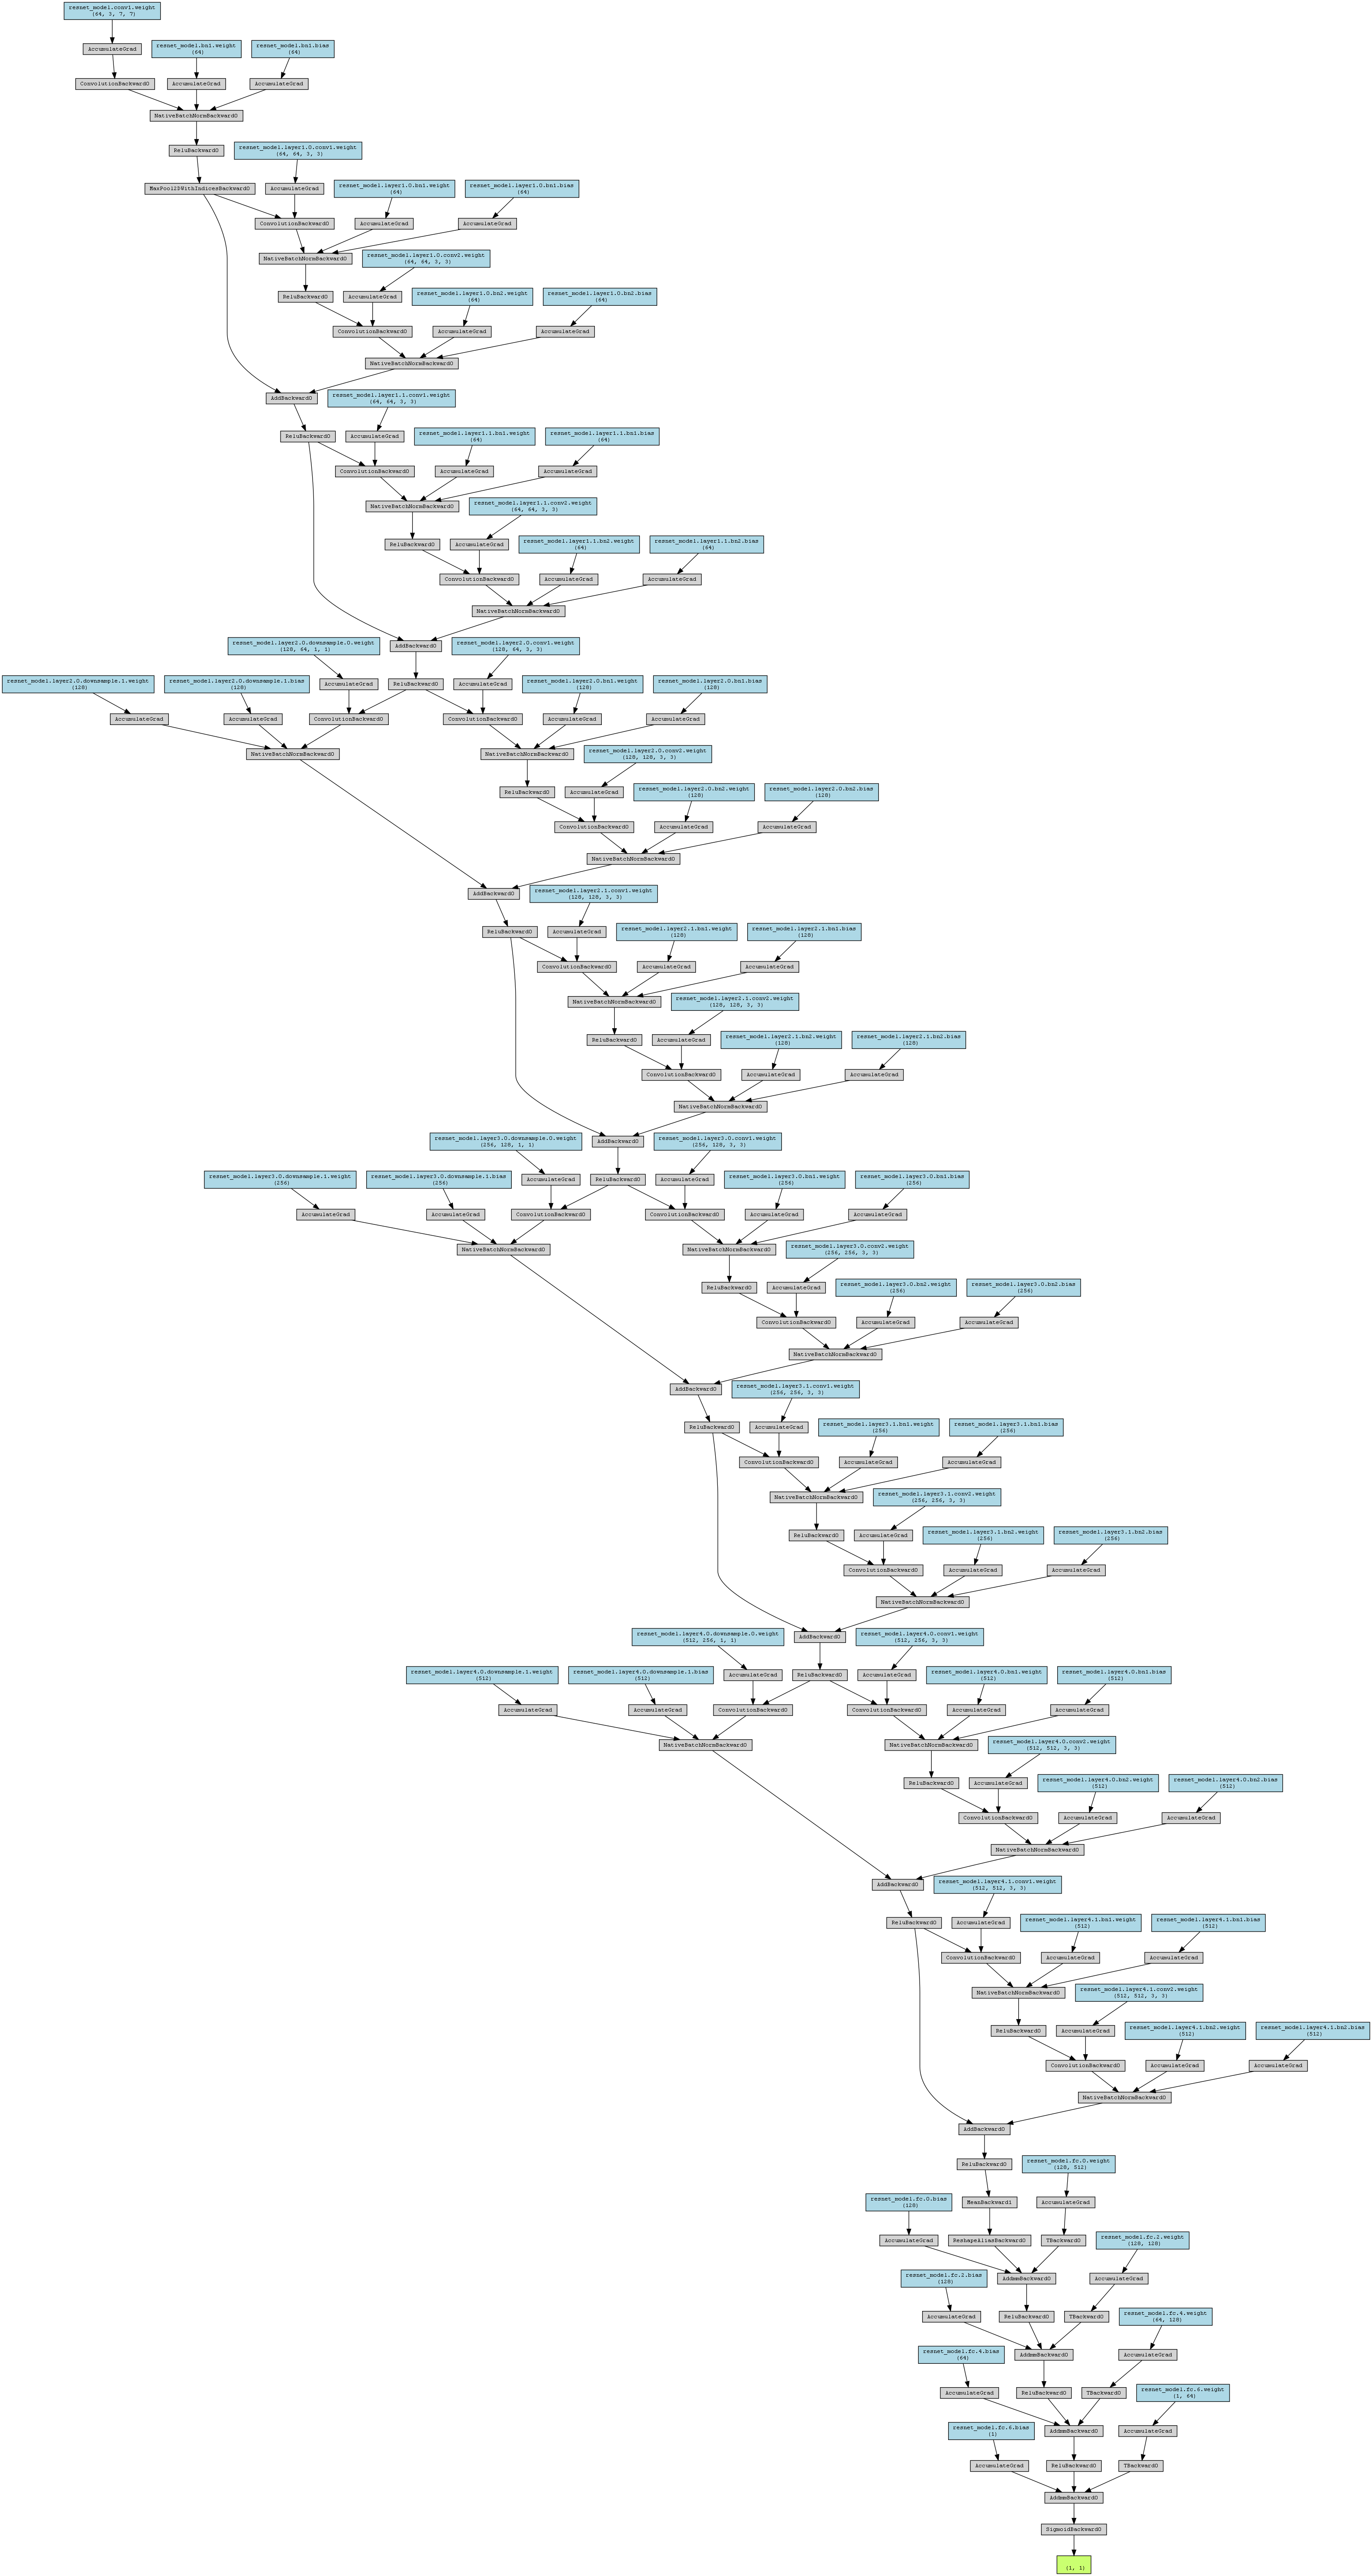 resnet_model.conv1.weight
(64, 3, 7, 7)
AccumulateGrad
resnet_model.bn1.weight
(64)
resnet_model.bn1.bias
(64)
ConvolutionBackward0
AccumulateGrad
AccumulateGrad
NativeBatchNormBackward0
ReluBackward0
resnet_model.layer1.0.conv1.weight
(64, 64, 3, 3)
MaxPool2DWithIndicesBackward0
AccumulateGrad
resnet_model.layer1.0.bn1.weight
(64)
resnet_model.layer1.0.bn1.bias
(64)
ConvolutionBackward0
AccumulateGrad
AccumulateGrad
NativeBatchNormBackward0
resnet_model.layer1.0.conv2.weight
(64, 64, 3, 3)
ReluBackward0
AccumulateGrad
resnet_model.layer1.0.bn2.weight
(64)
resnet_model.layer1.0.bn2.bias
(64)
ConvolutionBackward0
AccumulateGrad
AccumulateGrad
NativeBatchNormBackward0
AddBackward0
resnet_model.layer1.1.conv1.weight
(64, 64, 3, 3)
ReluBackward0
AccumulateGrad
resnet_model.layer1.1.bn1.weight
(64)
resnet_model.layer1.1.bn1.bias
(64)
ConvolutionBackward0
AccumulateGrad
AccumulateGrad
NativeBatchNormBackward0
resnet_model.layer1.1.conv2.weight
(64, 64, 3, 3)
ReluBackward0
AccumulateGrad
resnet_model.layer1.1.bn2.weight
(64)
resnet_model.layer1.1.bn2.bias
(64)
ConvolutionBackward0
AccumulateGrad
AccumulateGrad
NativeBatchNormBackward0
resnet_model.layer2.0.downsample.0.weight
(128, 64, 1, 1)
AddBackward0
resnet_model.layer2.0.conv1.weight
(128, 64, 3, 3)
resnet_model.layer2.0.downsample.1.weight
(128)
resnet_model.layer2.0.downsample.1.bias
(128)
AccumulateGrad
ReluBackward0
AccumulateGrad
resnet_model.layer2.0.bn1.weight
(128)
resnet_model.layer2.0.bn1.bias
(128)
AccumulateGrad
AccumulateGrad
ConvolutionBackward0
ConvolutionBackward0
AccumulateGrad
AccumulateGrad
NativeBatchNormBackward0
NativeBatchNormBackward0
resnet_model.layer2.0.conv2.weight
(128, 128, 3, 3)
ReluBackward0
AccumulateGrad
resnet_model.layer2.0.bn2.weight
(128)
resnet_model.layer2.0.bn2.bias
(128)
ConvolutionBackward0
AccumulateGrad
AccumulateGrad
NativeBatchNormBackward0
AddBackward0
resnet_model.layer2.1.conv1.weight
(128, 128, 3, 3)
ReluBackward0
AccumulateGrad
resnet_model.layer2.1.bn1.weight
(128)
resnet_model.layer2.1.bn1.bias
(128)
ConvolutionBackward0
AccumulateGrad
AccumulateGrad
NativeBatchNormBackward0
resnet_model.layer2.1.conv2.weight
(128, 128, 3, 3)
ReluBackward0
AccumulateGrad
resnet_model.layer2.1.bn2.weight
(128)
resnet_model.layer2.1.bn2.bias
(128)
ConvolutionBackward0
AccumulateGrad
AccumulateGrad
NativeBatchNormBackward0
resnet_model.layer3.0.downsample.0.weight
(256, 128, 1, 1)
AddBackward0
resnet_model.layer3.0.conv1.weight
(256, 128, 3, 3)
resnet_model.layer3.0.downsample.1.weight
(256)
resnet_model.layer3.0.downsample.1.bias
(256)
AccumulateGrad
ReluBackward0
AccumulateGrad
resnet_model.layer3.0.bn1.weight
(256)
resnet_model.layer3.0.bn1.bias
(256)
AccumulateGrad
AccumulateGrad
ConvolutionBackward0
ConvolutionBackward0
AccumulateGrad
AccumulateGrad
NativeBatchNormBackward0
NativeBatchNormBackward0
resnet_model.layer3.0.conv2.weight
(256, 256, 3, 3)
ReluBackward0
AccumulateGrad
resnet_model.layer3.0.bn2.weight
(256)
resnet_model.layer3.0.bn2.bias
(256)
ConvolutionBackward0
AccumulateGrad
AccumulateGrad
NativeBatchNormBackward0
AddBackward0
resnet_model.layer3.1.conv1.weight
(256, 256, 3, 3)
ReluBackward0
AccumulateGrad
resnet_model.layer3.1.bn1.weight
(256)
resnet_model.layer3.1.bn1.bias
(256)
ConvolutionBackward0
AccumulateGrad
AccumulateGrad
NativeBatchNormBackward0
resnet_model.layer3.1.conv2.weight
(256, 256, 3, 3)
ReluBackward0
AccumulateGrad
resnet_model.layer3.1.bn2.weight
(256)
resnet_model.layer3.1.bn2.bias
(256)
ConvolutionBackward0
AccumulateGrad
AccumulateGrad
NativeBatchNormBackward0
resnet_model.layer4.0.downsample.0.weight
(512, 256, 1, 1)
AddBackward0
resnet_model.layer4.0.conv1.weight
(512, 256, 3, 3)
resnet_model.layer4.0.downsample.1.weight
(512)
resnet_model.layer4.0.downsample.1.bias
(512)
AccumulateGrad
ReluBackward0
AccumulateGrad
resnet_model.layer4.0.bn1.weight
(512)
resnet_model.layer4.0.bn1.bias
(512)
AccumulateGrad
AccumulateGrad
ConvolutionBackward0
ConvolutionBackward0
AccumulateGrad
AccumulateGrad
NativeBatchNormBackward0
NativeBatchNormBackward0
resnet_model.layer4.0.conv2.weight
(512, 512, 3, 3)
ReluBackward0
AccumulateGrad
resnet_model.layer4.0.bn2.weight
(512)
resnet_model.layer4.0.bn2.bias
(512)
ConvolutionBackward0
AccumulateGrad
AccumulateGrad
NativeBatchNormBackward0
AddBackward0
resnet_model.layer4.1.conv1.weight
(512, 512, 3, 3)
ReluBackward0
AccumulateGrad
resnet_model.layer4.1.bn1.weight
(512)
resnet_model.layer4.1.bn1.bias
(512)
ConvolutionBackward0
AccumulateGrad
AccumulateGrad
NativeBatchNormBackward0
resnet_model.layer4.1.conv2.weight
(512, 512, 3, 3)
ReluBackward0
AccumulateGrad
resnet_model.layer4.1.bn2.weight
(512)
resnet_model.layer4.1.bn2.bias
(512)
ConvolutionBackward0
AccumulateGrad
AccumulateGrad
NativeBatchNormBackward0
AddBackward0
ReluBackward0
resnet_model.fc.0.weight
(128, 512)
resnet_model.fc.0.bias
(128)
MeanBackward1
AccumulateGrad
AccumulateGrad
ReshapeAliasBackward0
TBackward0
resnet_model.fc.2.weight
(128, 128)
resnet_model.fc.2.bias
(128)
AddmmBackward0
AccumulateGrad
AccumulateGrad
ReluBackward0
TBackward0
resnet_model.fc.4.weight
(64, 128)
resnet_model.fc.4.bias
(64)
AddmmBackward0
AccumulateGrad
AccumulateGrad
ReluBackward0
TBackward0
resnet_model.fc.6.weight
(1, 64)
resnet_model.fc.6.bias
(1)
AddmmBackward0
AccumulateGrad
AccumulateGrad
ReluBackward0
TBackward0
AddmmBackward0
SigmoidBackward0
(1, 1)